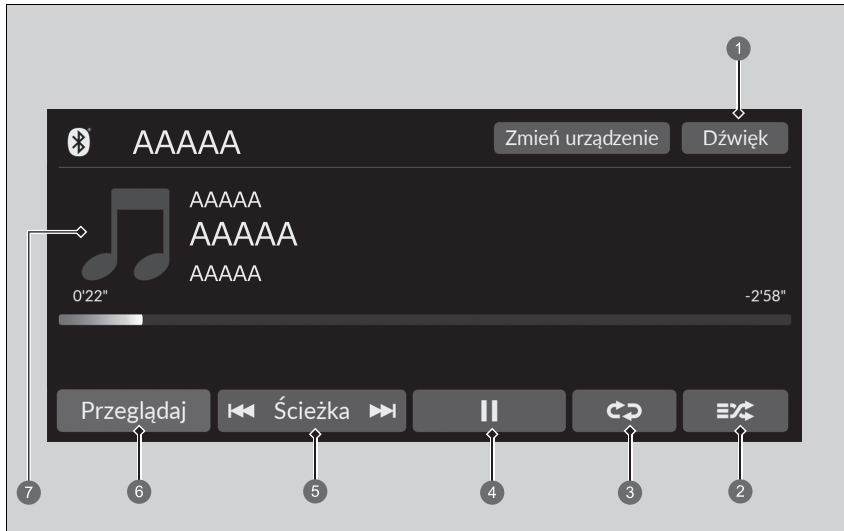 1
AAAAA
Zmień urządzenie
Dźwięk
AAAAA
AAAAA
AAAAA
7
0'22"
-2'58"
Przeglądaj
Ścieżka
6
5
4
3
2